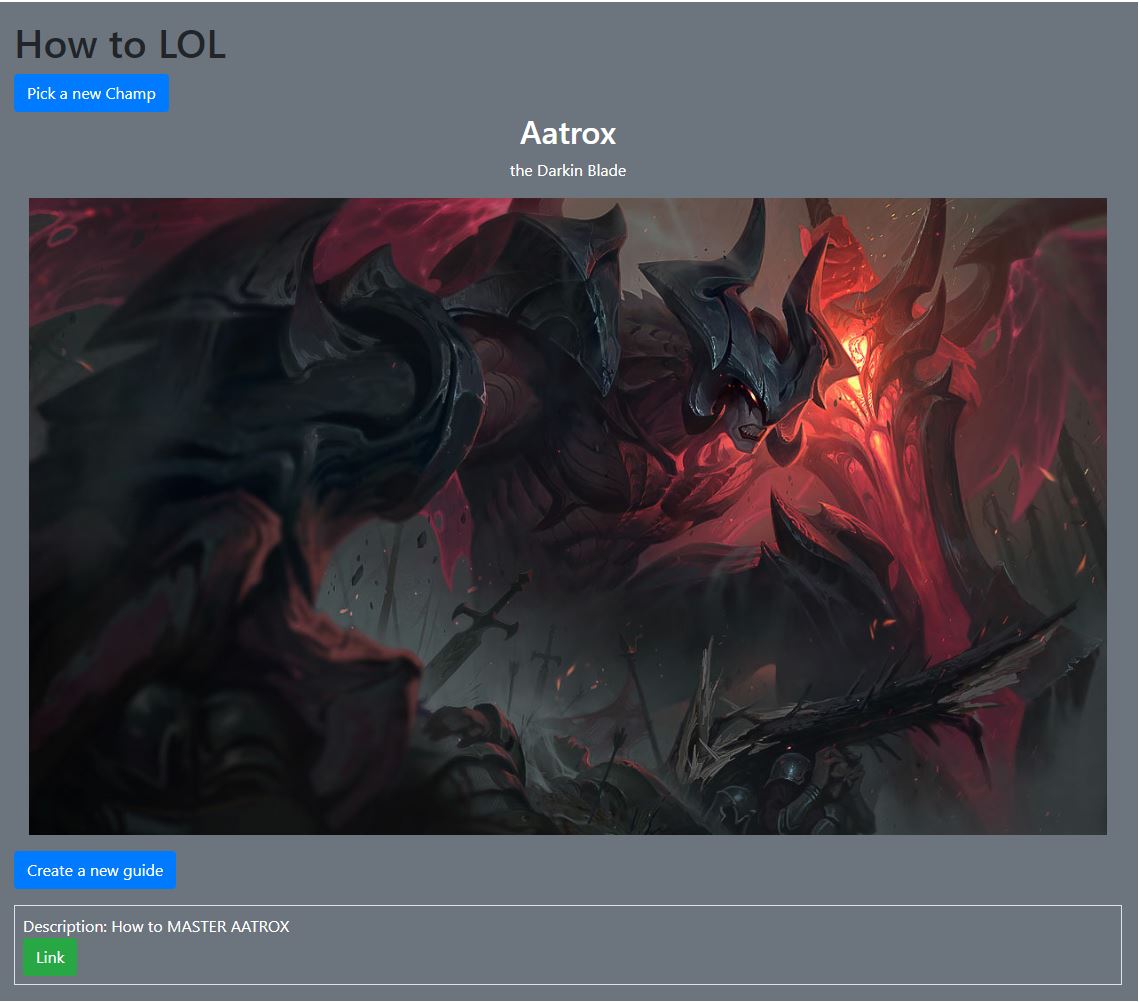 How to LOL
Pick a new Champ
Aatrox
the Darkin Blade
Create a new guide
Description: How to MASTER AATROX
Link